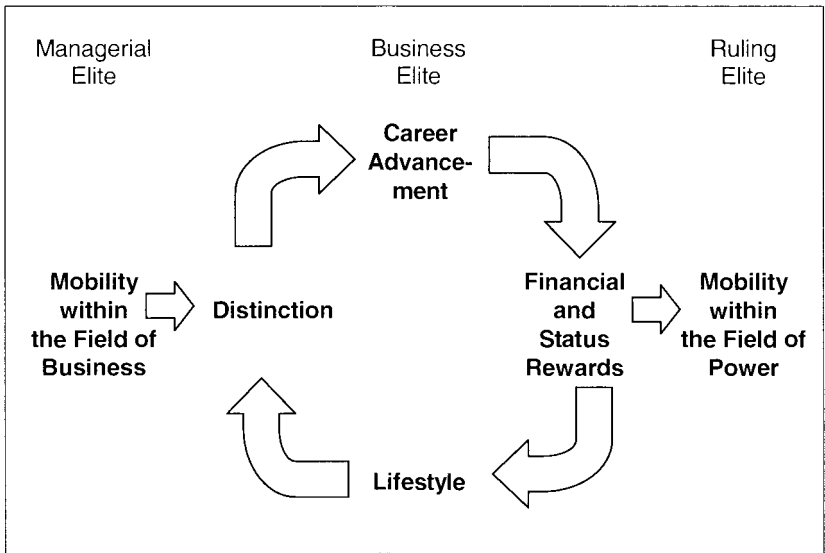 Managerial
Elite
Business
Elite
Ruling
Elite
Career
Advance-
ment
Mobility
within
the Field of
Business
Distinction
Financial
and
Status
Rewards
Mobility
within
the Field of
Power
Lifestyle